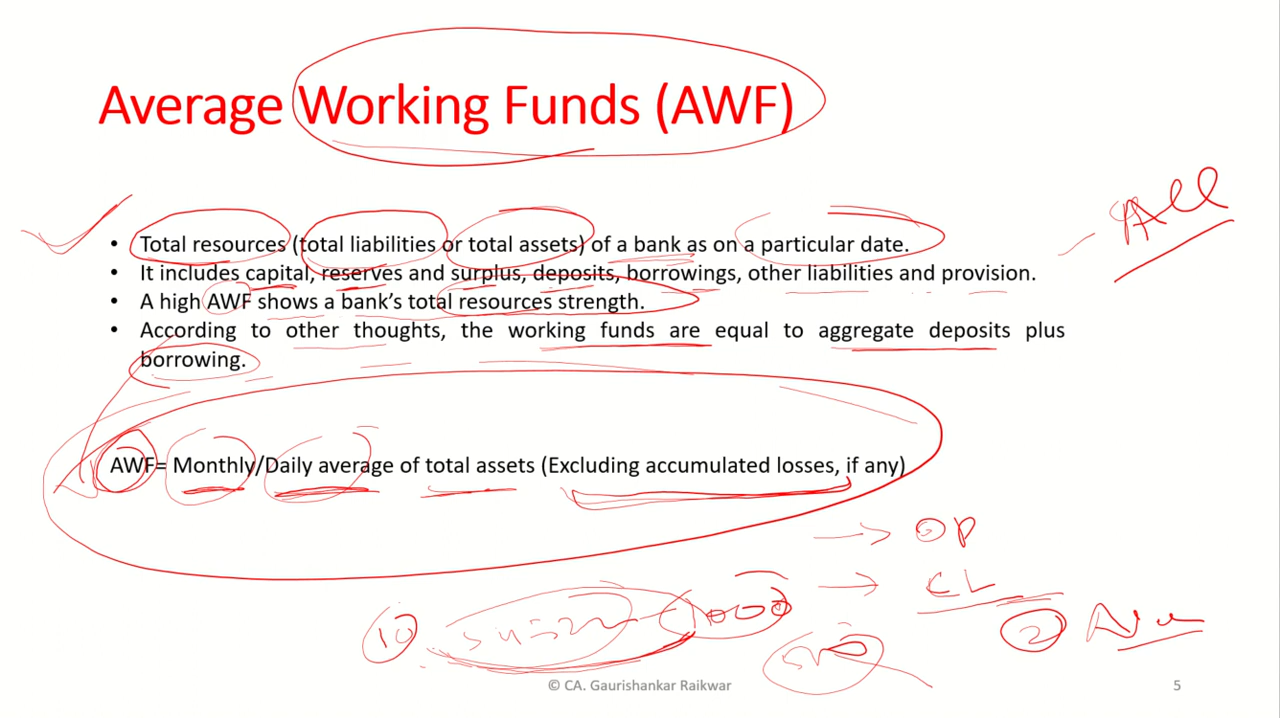 Average Working Funds (AWF)
All
• Total resources (total liabilities or total assets) of a bank as on a particular date.
• It includes capital, reserves and surplus, deposits, borrowings, other liabilities and provision.
• A high AWF shows a bank's total resources strength.
• According to other thoughts, the working funds are equal to aggregate deposits plus
borrowing.
AWF= Monthly/Daily average of total assets (Excluding accumulated losses, if any)
OP
CL
10
1000
2
© CA. Gaurishankar Raikwar
5